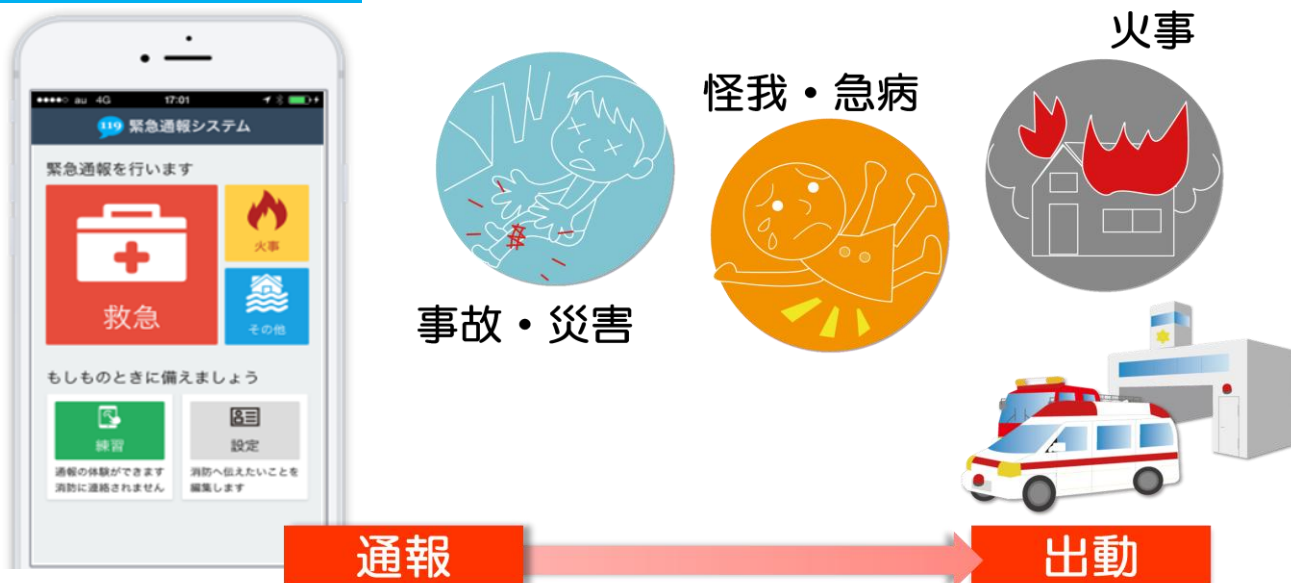 au 4G 17:01
119 緊急通報システム
緊急通報を行います
救急
火事
その他
もしものときに備えましょう
練習
通報の体験ができます
消防に連絡されません
設定
消防へ伝えたいことを
編集します
事故・災害
怪我・急病
火事
通報
出動